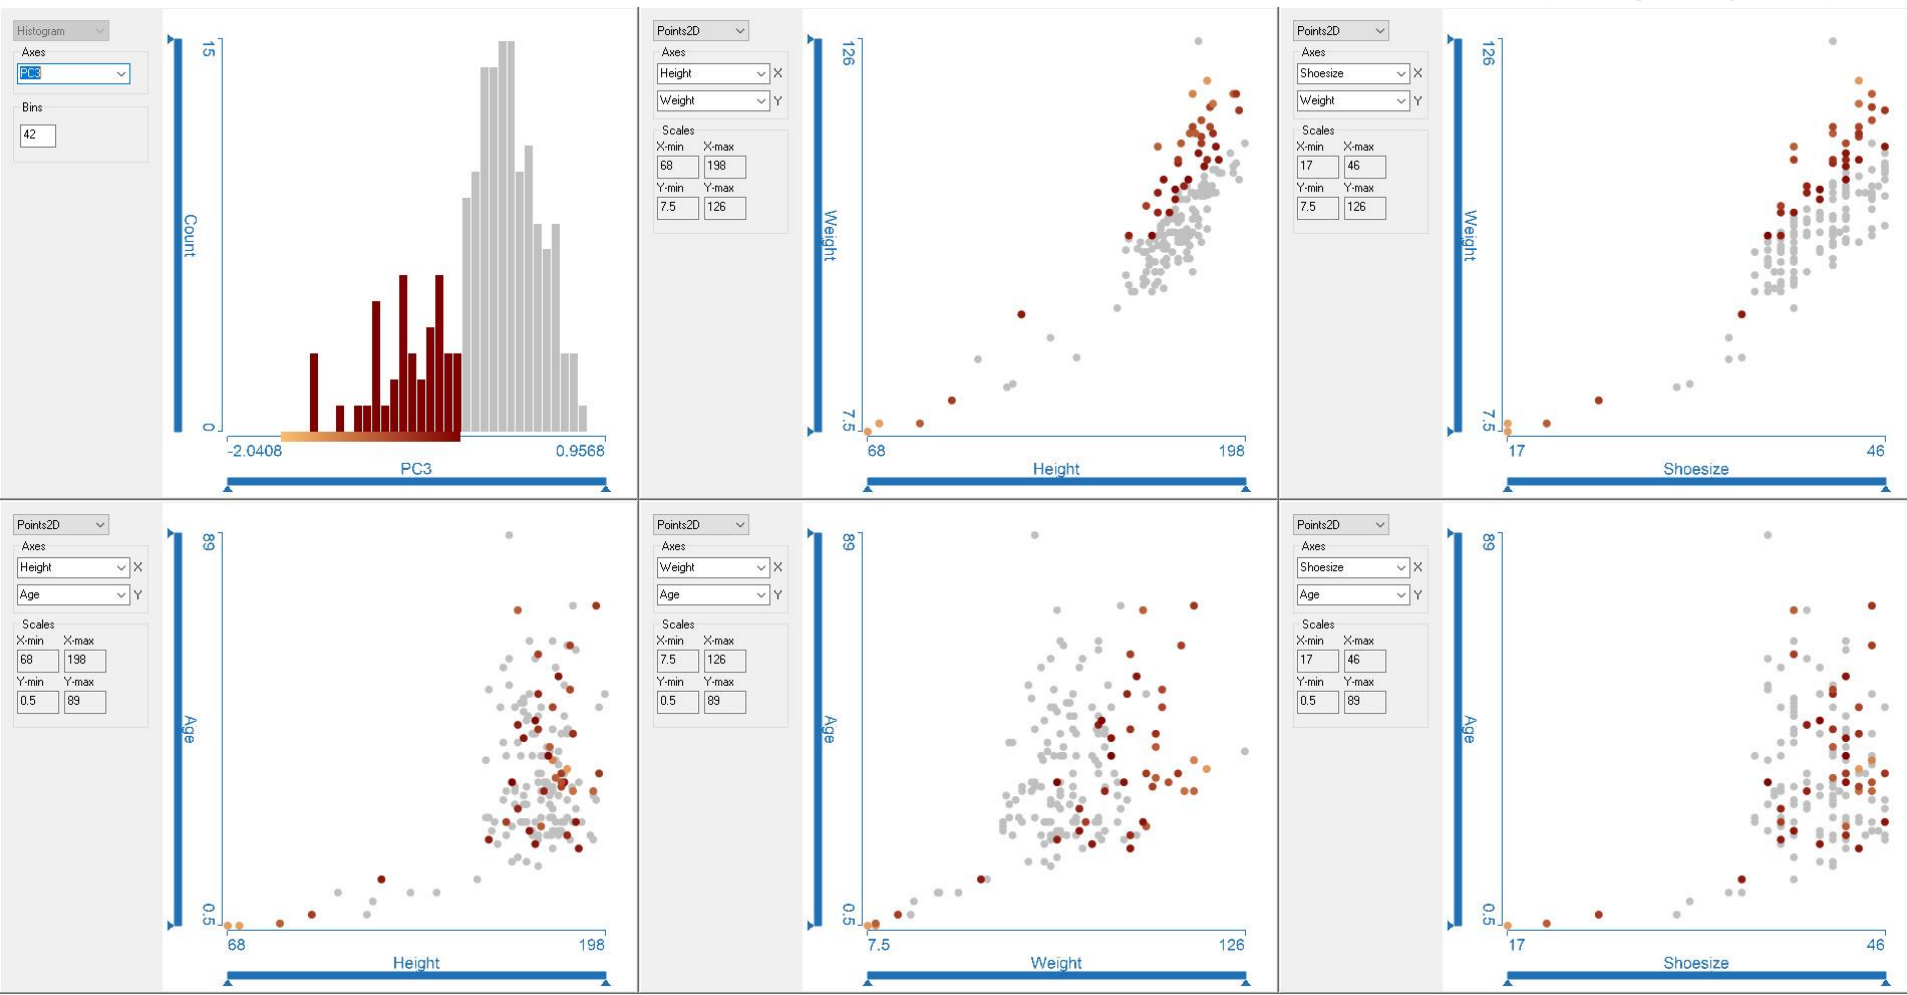 Histogram
Axes
PC3
Bins
42
15
Count
0
-2.0408
0.9568
PC3
Points2D
Axes
Height X
Weight Y
Scales
X-min X-max
68 198
Y-min Y-max
7.5 126
126
Weight
7.5
68
198
Height
Points2D
Axes
Shoesize X
Weight Y
Scales
X-min X-max
17 46
Y-min Y-max
7.5 126
126
Weight
7.5
17
46
Shoesize
Points2D
Axes
Height X
Age Y
Scales
X-min X-max
68 198
Y-min Y-max
0.5 89
89
Age
0.5
68
198
Height
Points2D
Axes
Weight X
Age Y
Scales
X-min X-max
7.5 126
Y-min Y-max
0.5 89
89
Age
0.5
7.5
126
Weight
Points2D
Axes
Shoesize X
Age Y
Scales
X-min X-max
17 46
Y-min Y-max
0.5 89
89
Age
0.5
17
46
Shoesize